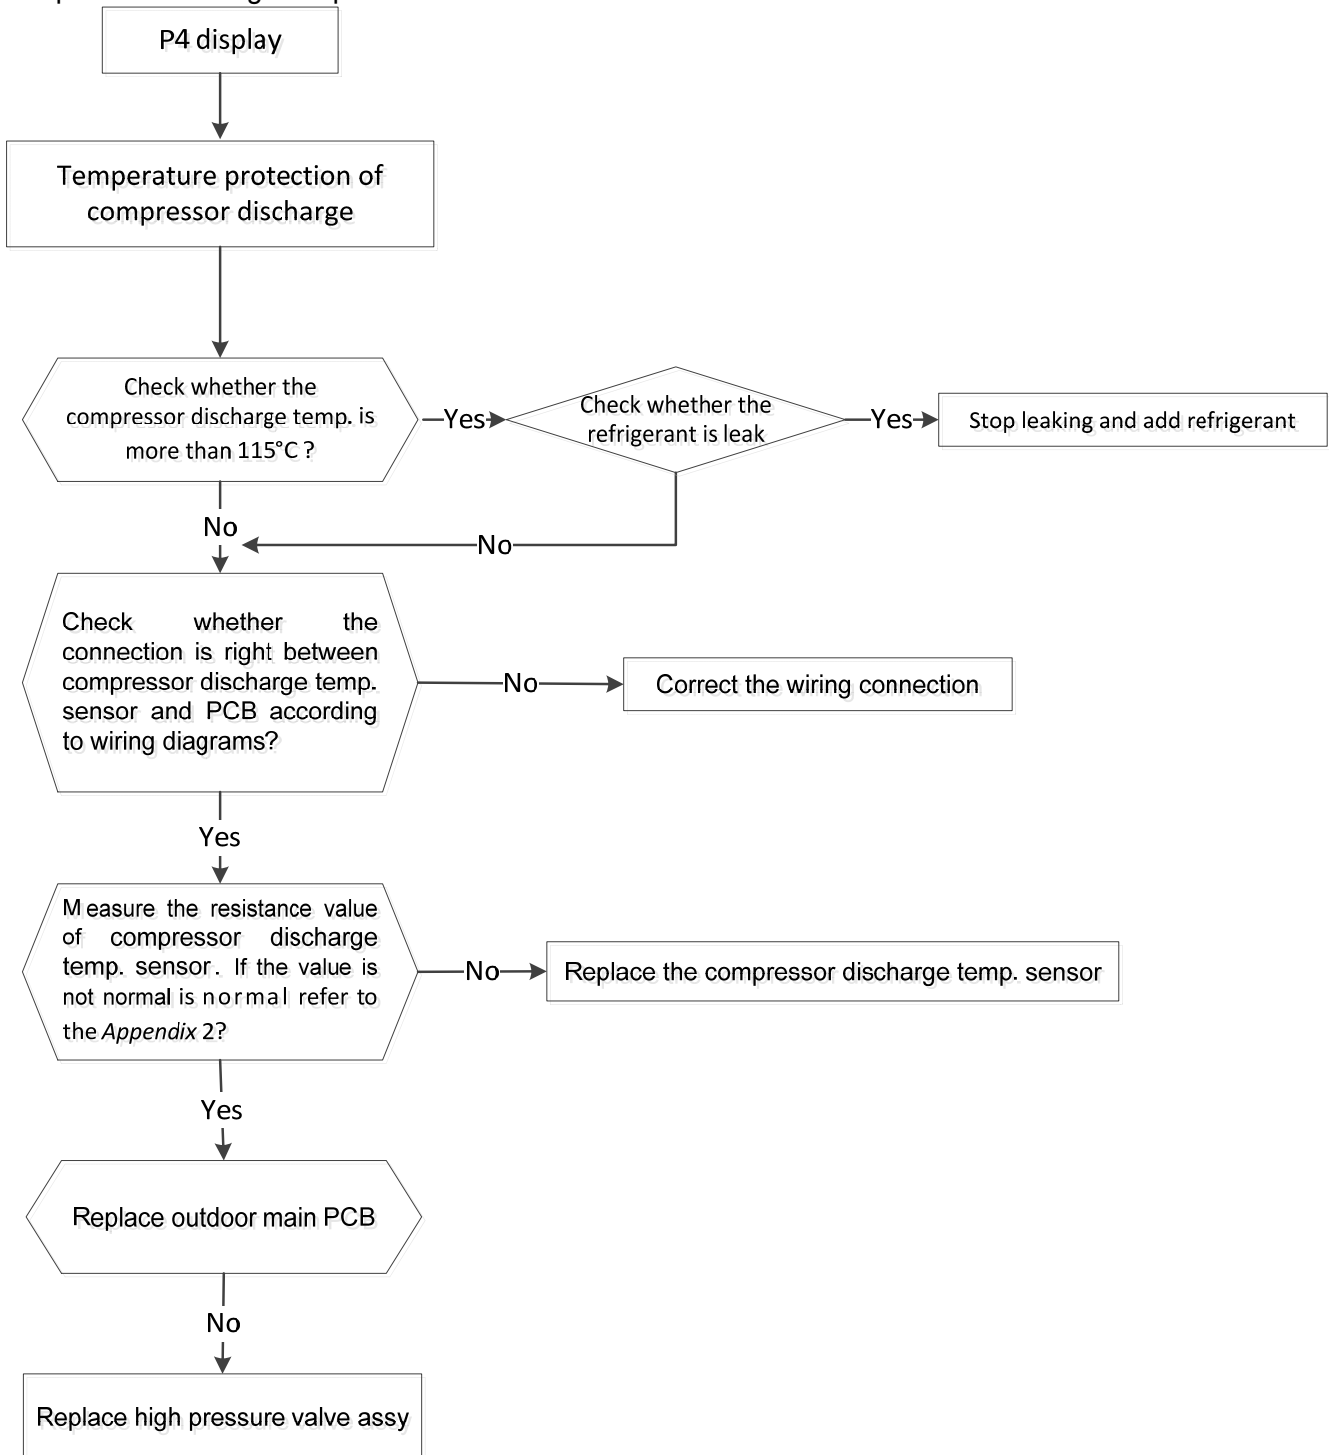 P4 display
Temperature protection of
compressor discharge
Check whether the
compressor discharge temp. is
more than 115°C ?
Yes
Check whether the
refrigerant is leak
Yes
Stop leaking and add refrigerant
No
No
Check whether the
connection is right between
compressor discharge temp.
sensor and PCB according
to wiring diagrams?
No
Correct the wiring connection
Yes
Measure the resistance value
of compressor discharge
temp. sensor. If the value is
not normal is normal refer to
the Appendix 2?
No
Replace the compressor discharge temp. sensor
Yes
Replace outdoor main PCB
No
Replace high pressure valve assy